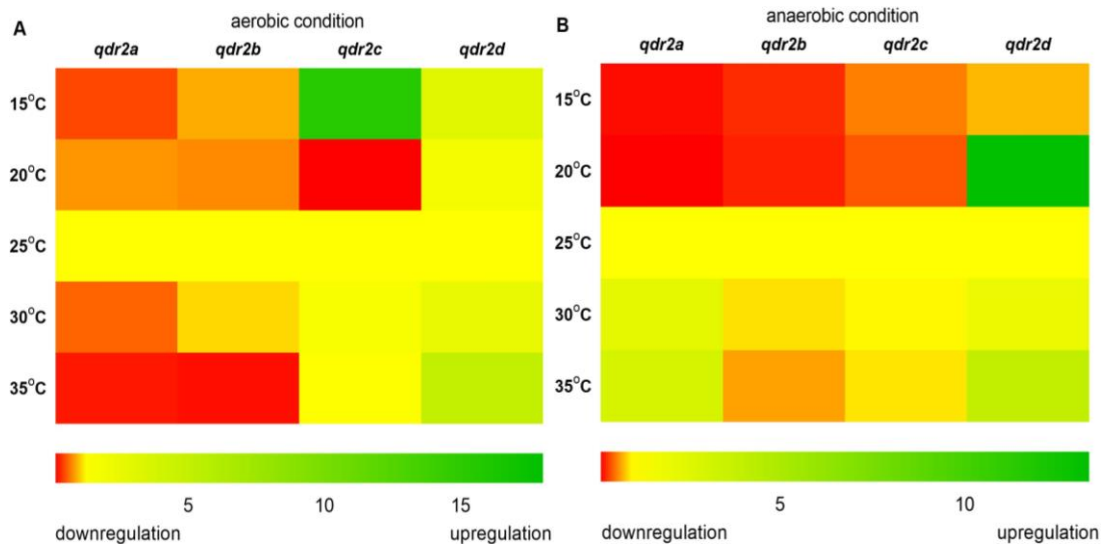 A
aerobic condition
qdr2a qdr2b qdr2c qdr2d
15°C
20°C
25°C
30°C
35°C
5 10 15
downregulation upregulation
B
anaerobic condition
qdr2a qdr2b qdr2c qdr2d
15°C
20°C
25°C
30°C
35°C
5 10
downregulation upregulation